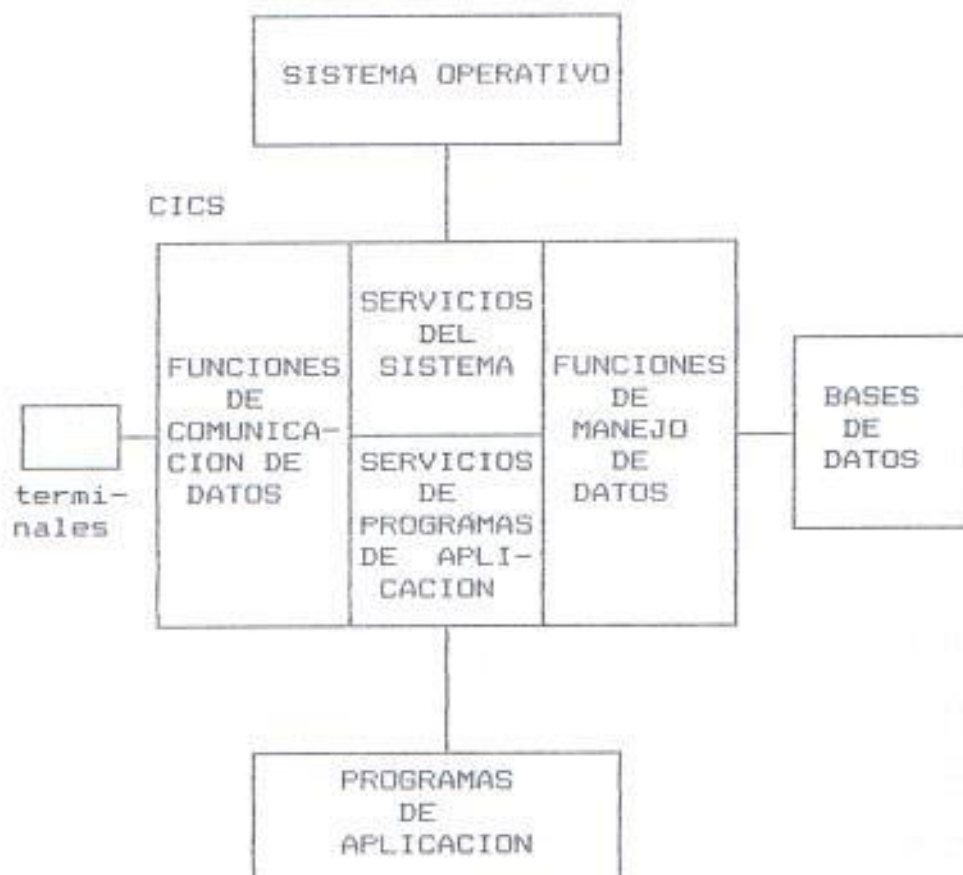 SISTEMA OPERATIVO
CICS
FUNCIONES
DE
COMUNICA-
CION DE
DATOS
SERVICIOS
DEL
SISTEMA
SERVICIOS
DE
PROGRAMAS
DE APLI-
CACION
FUNCIONES
DE
MANEJO
DE
DATOS
BASES
DE
DATOS
termi-
nales
PROGRAMAS
DE
APLICACION